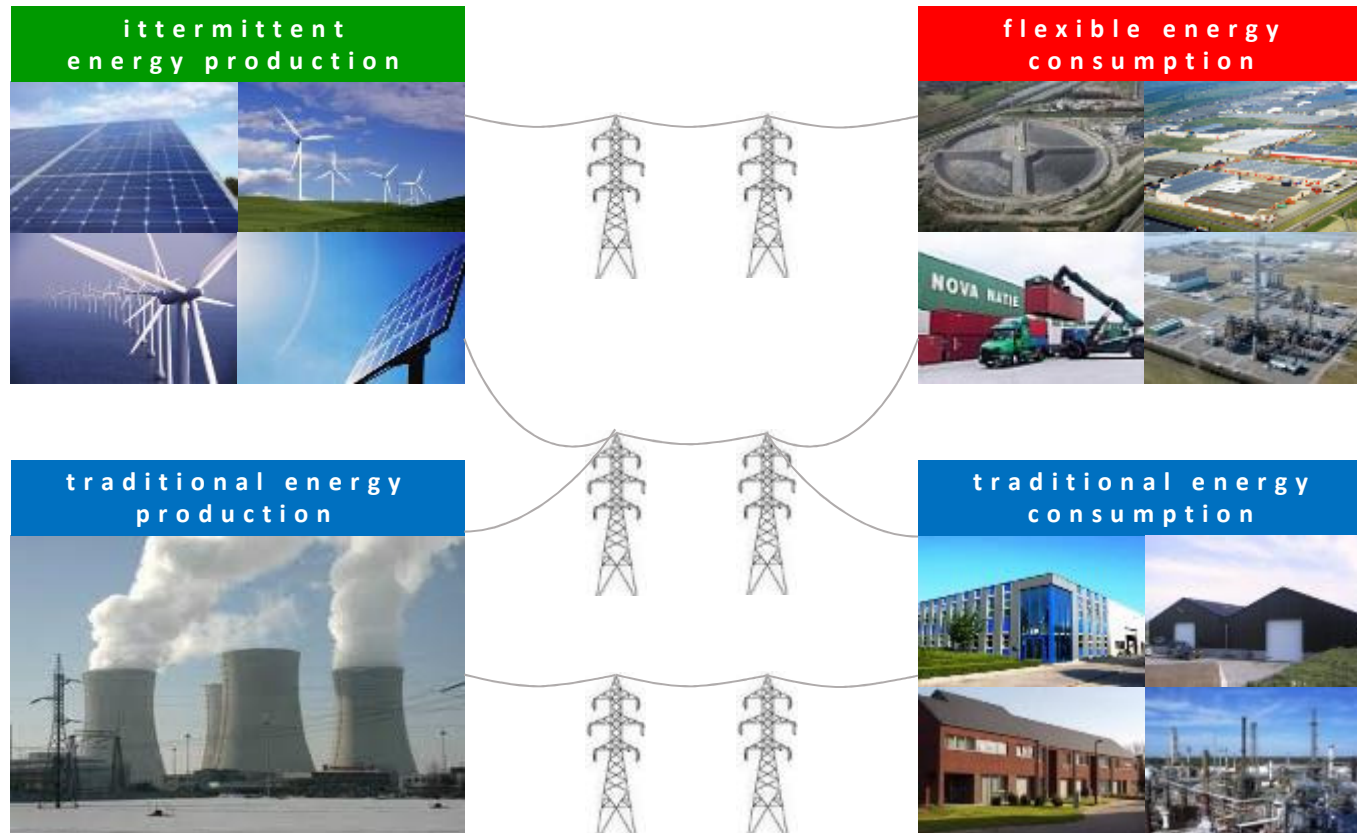 ittermittent
energy production
flexible energy
consumption
NOVA NATIE
traditional energy
production
traditional energy
consumption